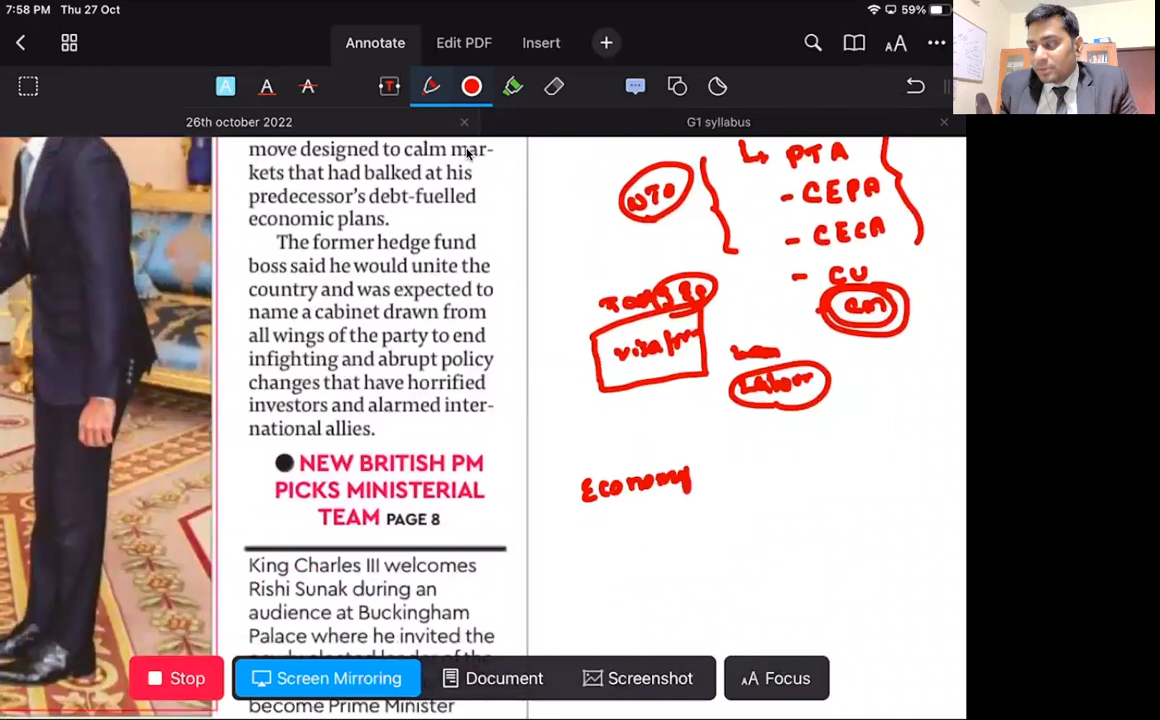 7:58 PM Thu 27 Oct
59%
Annotate
Edit PDF
Insert
AA
T
26th october 2022
G1 syllabus
move designed to calm mar-
kets that had balked at his
predecessor's debt-fuelled
economic plans.
The former hedge fund
boss said he would unite the
country and was expected to
name a cabinet drawn from
all wings of the party to end
infighting and abrupt policy
changes that have horrified
investors and alarmed inter-
national allies.
● NEW BRITISH PM
PICKS MINISTERIAL
TEAM PAGE 8
King Charles III welcomes
Rishi Sunak during an
audience at Buckingham
Palace where he invited the
become Prime Minister
↳ PTA
WTO
- CEPA
- CECA
- CU
CM
Labour
Economy
Stop
Screen Mirroring
Document
Screenshot
AA Focus